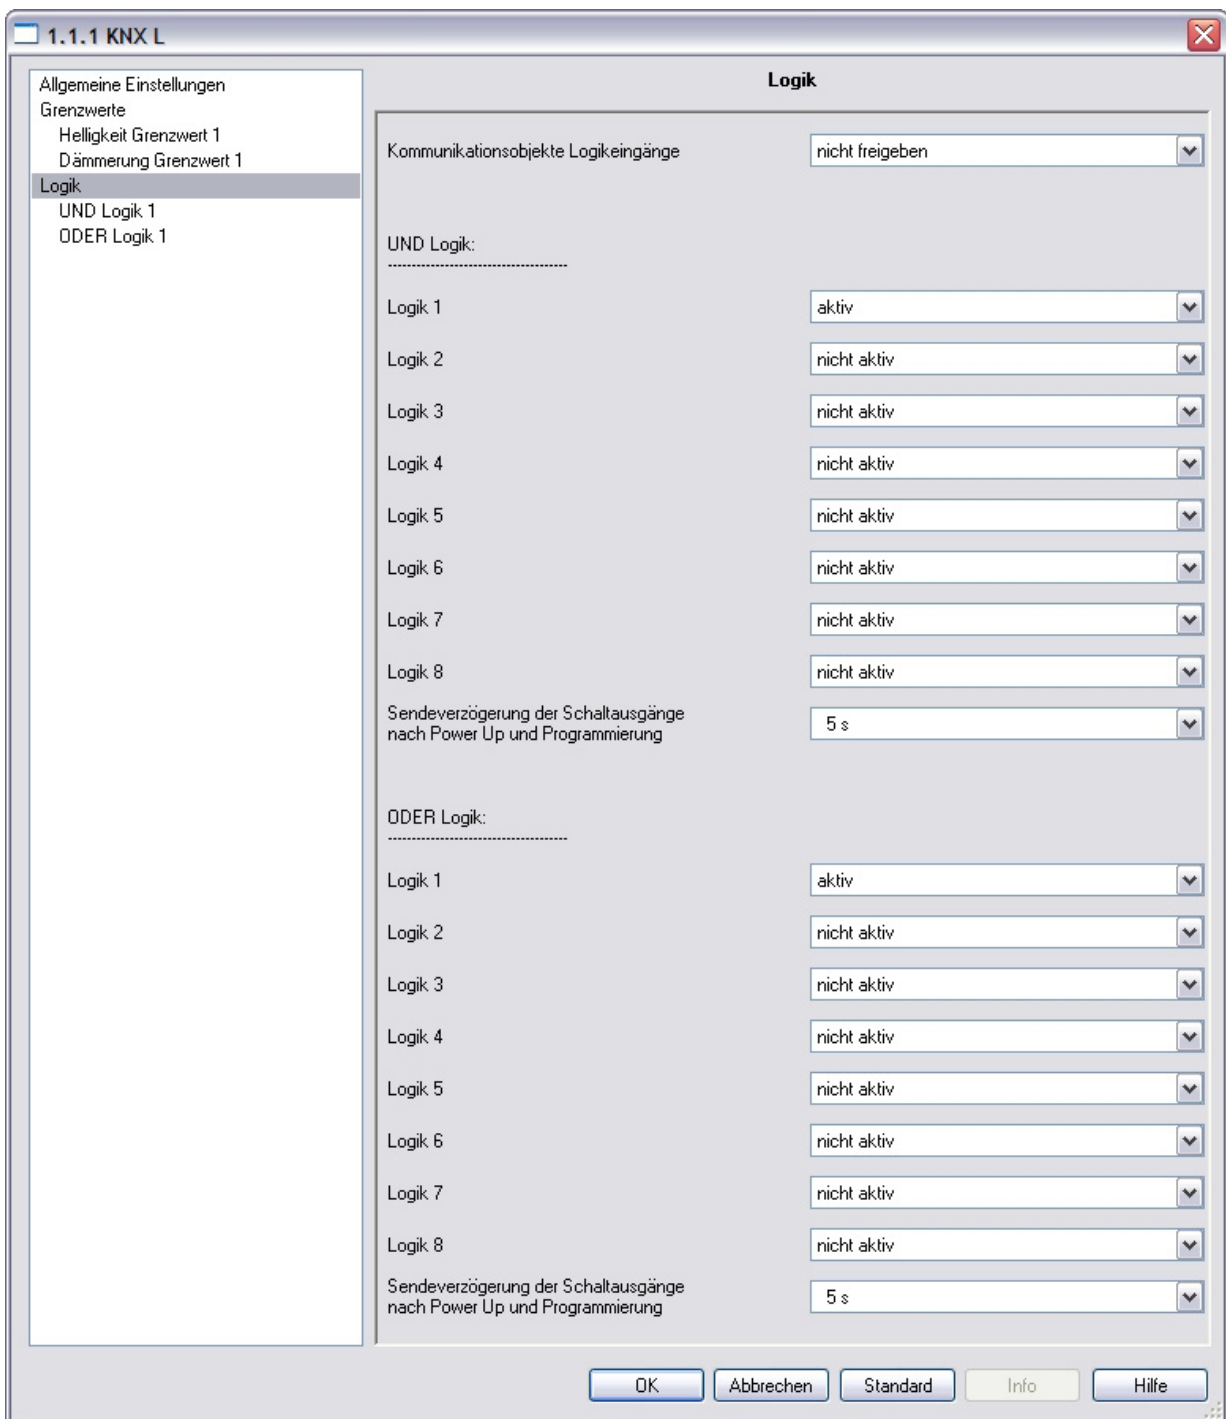 1.1.1 KNX L
Allgemeine Einstellungen
Grenzwerte
Helligkeit Grenzwert 1
Dämmerung Grenzwert 1
Logik
UND Logik 1
ODER Logik 1
Logik
Kommunikationsobjekte Logikeingänge nicht freigeben
UND Logik:
-------------------------------------
Logik 1 aktiv
Logik 2 nicht aktiv
Logik 3 nicht aktiv
Logik 4 nicht aktiv
Logik 5 nicht aktiv
Logik 6 nicht aktiv
Logik 7 nicht aktiv
Logik 8 nicht aktiv
Sendeverzögerung der Schaltausgänge
nach Power Up und Programmierung 5 s
ODER Logik:
-------------------------------------
Logik 1 aktiv
Logik 2 nicht aktiv
Logik 3 nicht aktiv
Logik 4 nicht aktiv
Logik 5 nicht aktiv
Logik 6 nicht aktiv
Logik 7 nicht aktiv
Logik 8 nicht aktiv
Sendeverzögerung der Schaltausgänge
nach Power Up und Programmierung 5 s
OK Abbrechen Standard Info Hilfe